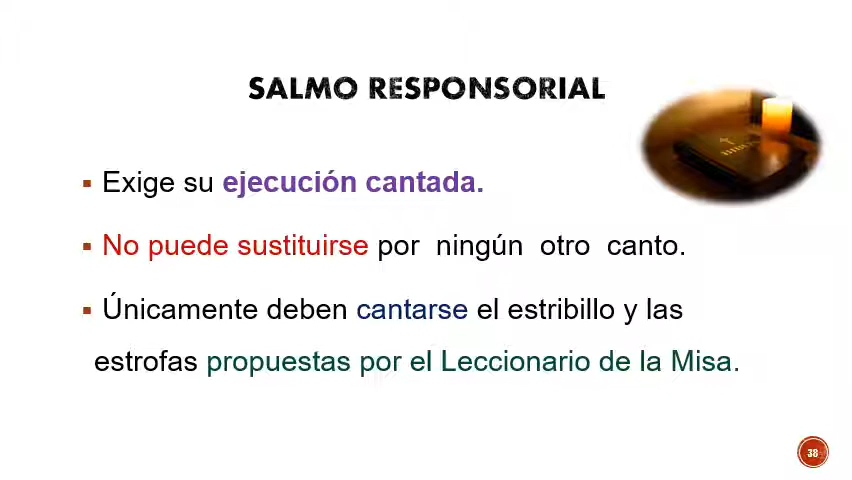 SALMO RESPONSORIAL
Exige su ejecución cantada.
No puede sustituirse por ningún otro canto.
Únicamente deben cantarse el estribillo y las
estrofas propuestas por el Leccionario de la Misa.
38